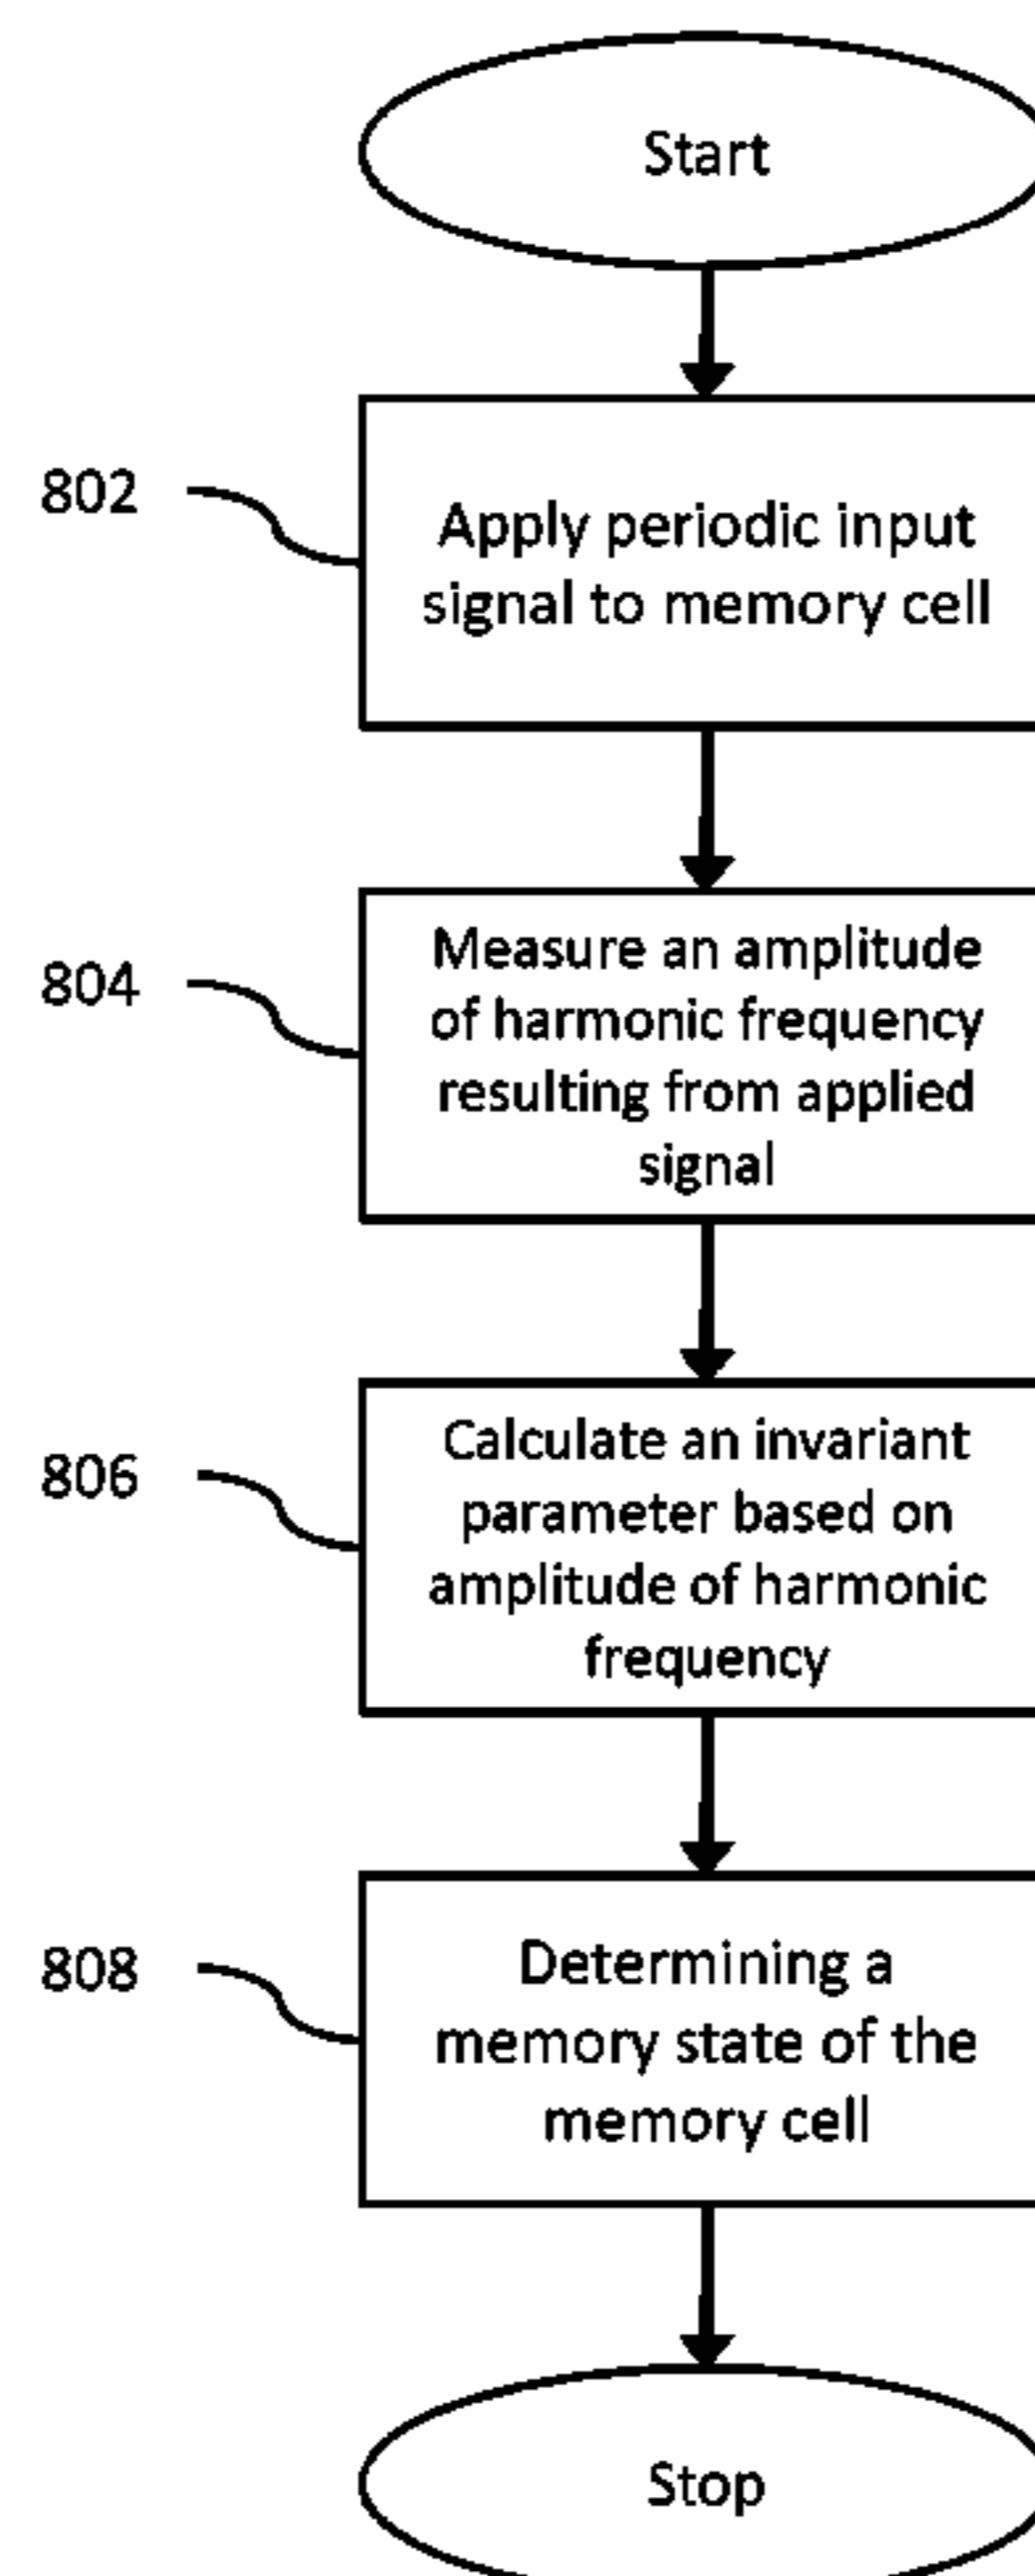 Start
802
Apply periodic input
signal to memory cell
804
Measure an amplitude
of harmonic frequency
resulting from applied
signal
806
Calculate an invariant
parameter based on
amplitude of harmonic
frequency
808
Determining a
memory state of the
memory cell
Stop